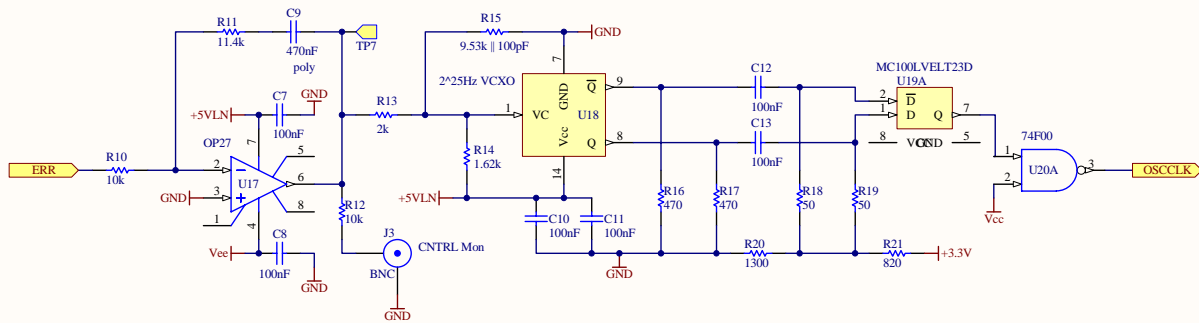 C9
R11
11.4k
470nF
poly
TP7
R15
9.53k || 100pF
GND
C7
GND
+5VLN
100nF
7
2^25Hz VCXO
7
GND
Q
9
C12
100nF
MC100LVELT23D
U19A
R13
2k
1
VC
U18
Vcc
Q
8
C13
100nF
2
D
1
D
Q
7
8
VCC
GND
5
74F00
OP27
5
R10
10k
ERR
2
U17
6
GND
3
8
1
4
R14
1.62k
14
+5VLN
R12
10k
C10
100nF
C11
100nF
R16
470
R17
470
R18
50
R19
50
1
2
U20A
3
OSCCLK
Vcc
Vee
C8
100nF
GND
J3
CNTRL Mon
BNC
GND
GND
R20
1300
R21
820
+3.3V